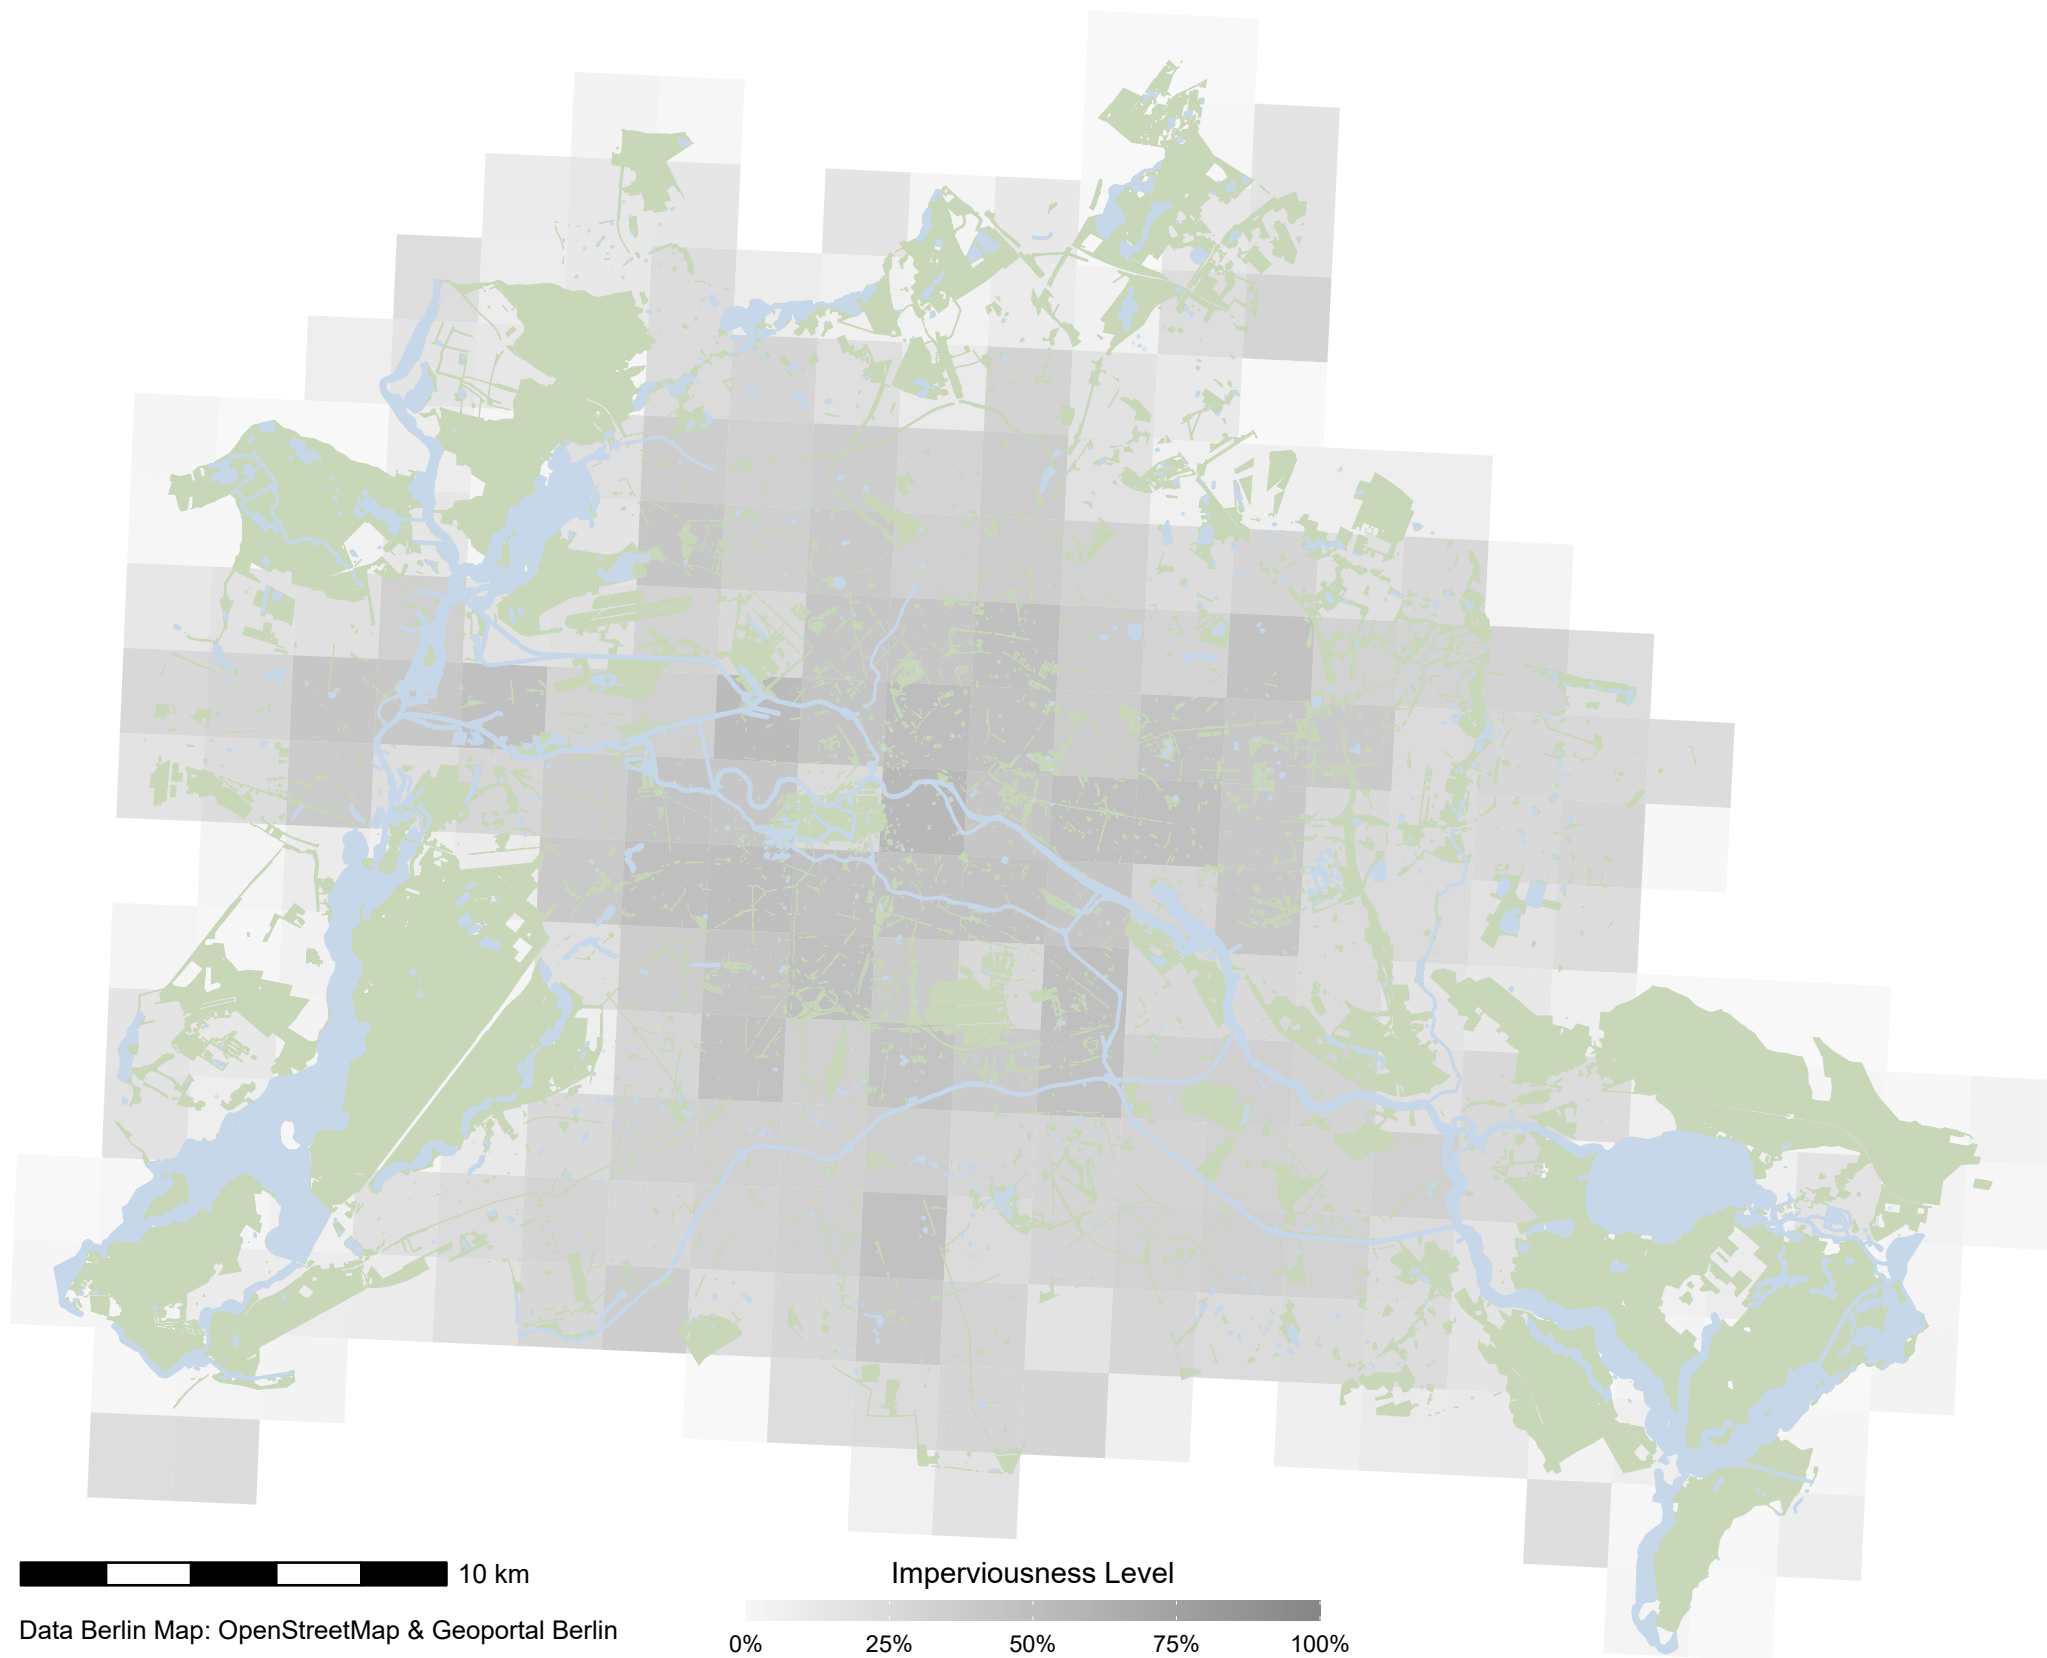 10 km
Data Berlin Map: OpenStreetMap & Geoportal Berlin
Imperviousness Level
0% 25% 50% 75% 100%